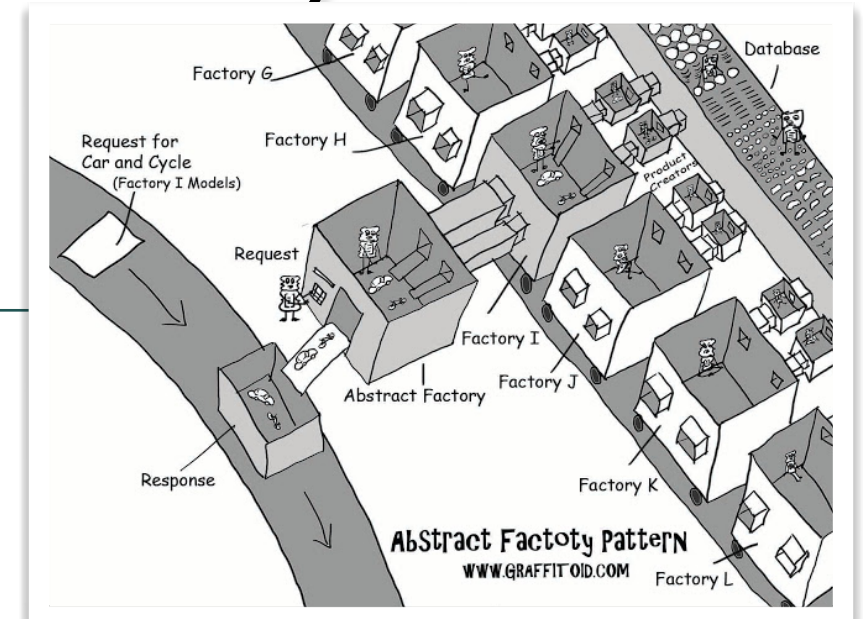 Factory G
Database
Request for
Car and Cycle
(Factory I Models)
Factory H
Product
Creators
Request
Factory I
Factory J
Abstract Factory
Response
Factory K
Abstract Factoty Pattern
www.graffitoid.com
Factory L